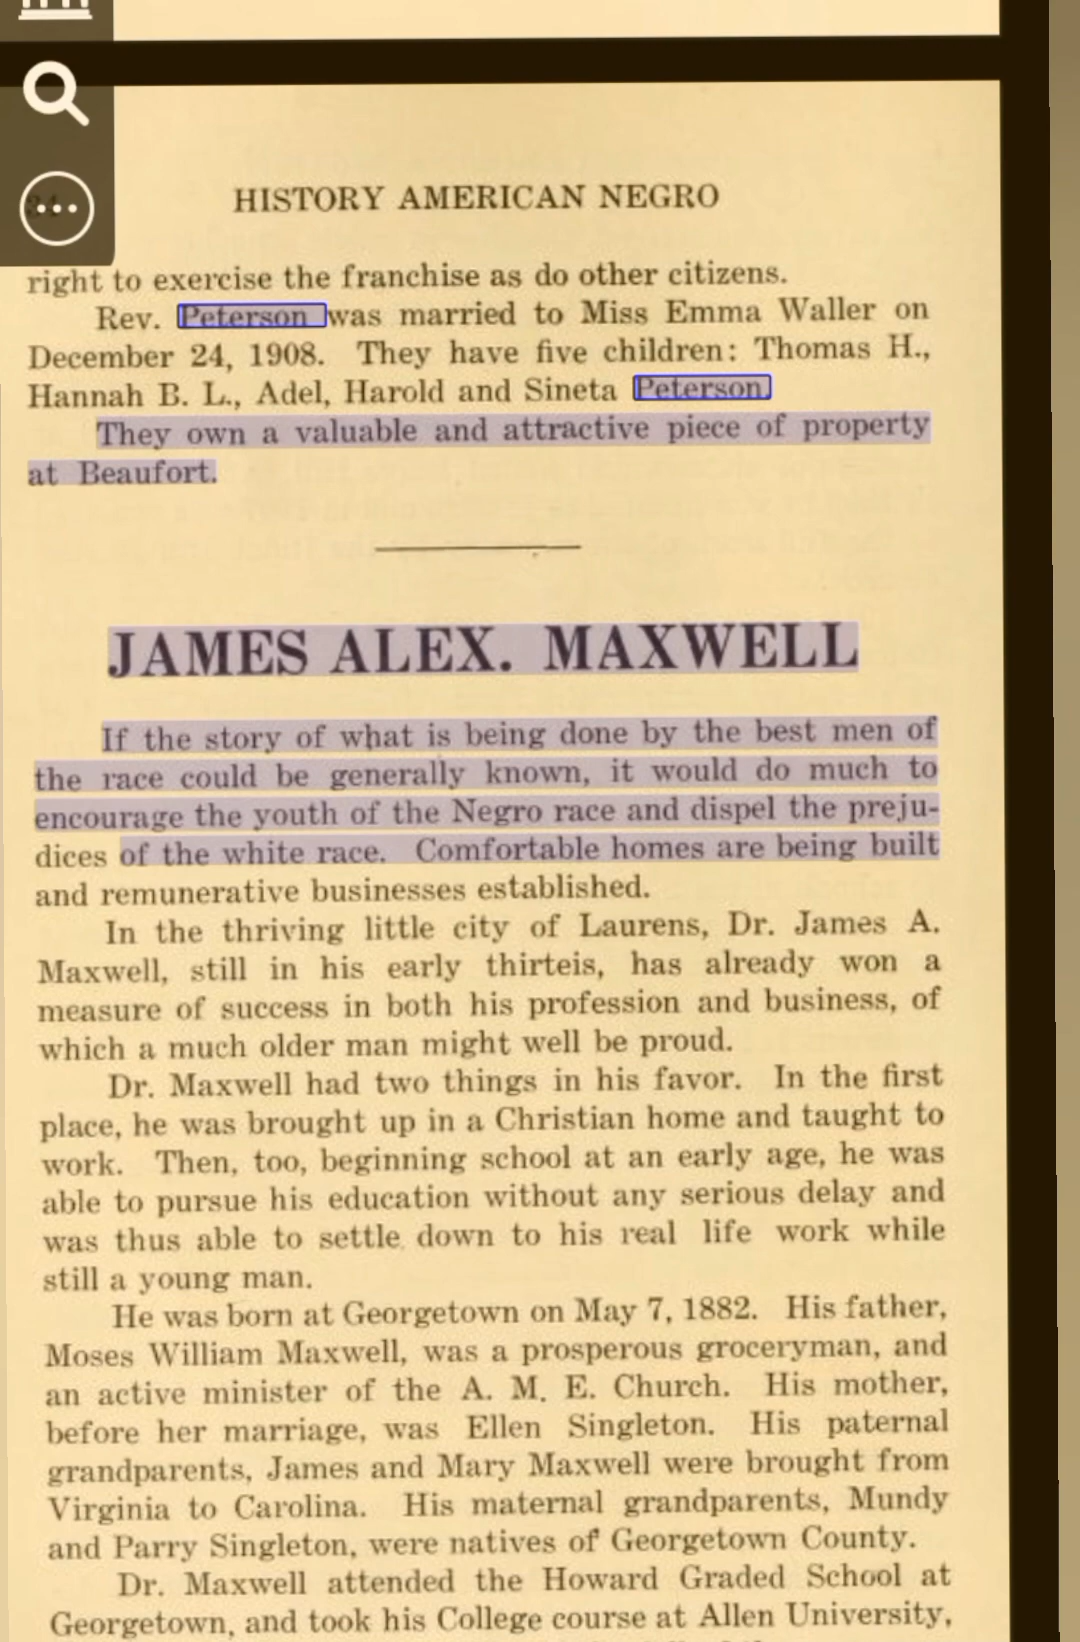 HISTORY AMERICAN NEGRO
right to exercise the franchise as do other citizens.
Rev. Peterson was married to Miss Emma Waller on
December 24, 1908. They have five children: Thomas H.,
Hannah B. L., Adel, Harold and Sineta Peterson.
They own a valuable and attractive piece of property
at Beaufort.
JAMES ALEX. MAXWELL
If the story of what is being done by the best men of
the race could be generally known, it would do much to
encourage the youth of the Negro race and dispel the preju-
dices of the white race. Comfortable homes are being built
and remunerative businesses established.
In the thriving little city of Laurens, Dr. James A.
Maxwell, still in his early thirteis, has already won a
measure of success in both his profession and business, of
which a much older man might well be proud.
Dr. Maxwell had two things in his favor. In the first
place, he was brought up in a Christian home and taught to
work. Then, too, beginning school at an early age, he was
able to pursue his education without any serious delay and
was thus able to settle down to his real life work while
still a young man.
He was born at Georgetown on May 7, 1882. His father,
Moses William Maxwell, was a prosperous groceryman, and
an active minister of the A. M. E. Church. His mother,
before her marriage, was Ellen Singleton. His paternal
grandparents, James and Mary Maxwell were brought from
Virginia to Carolina. His maternal grandparents, Mundy
and Parry Singleton, were natives of Georgetown County.
Dr. Maxwell attended the Howard Graded School at
Georgetown, and took his College course at Allen University,